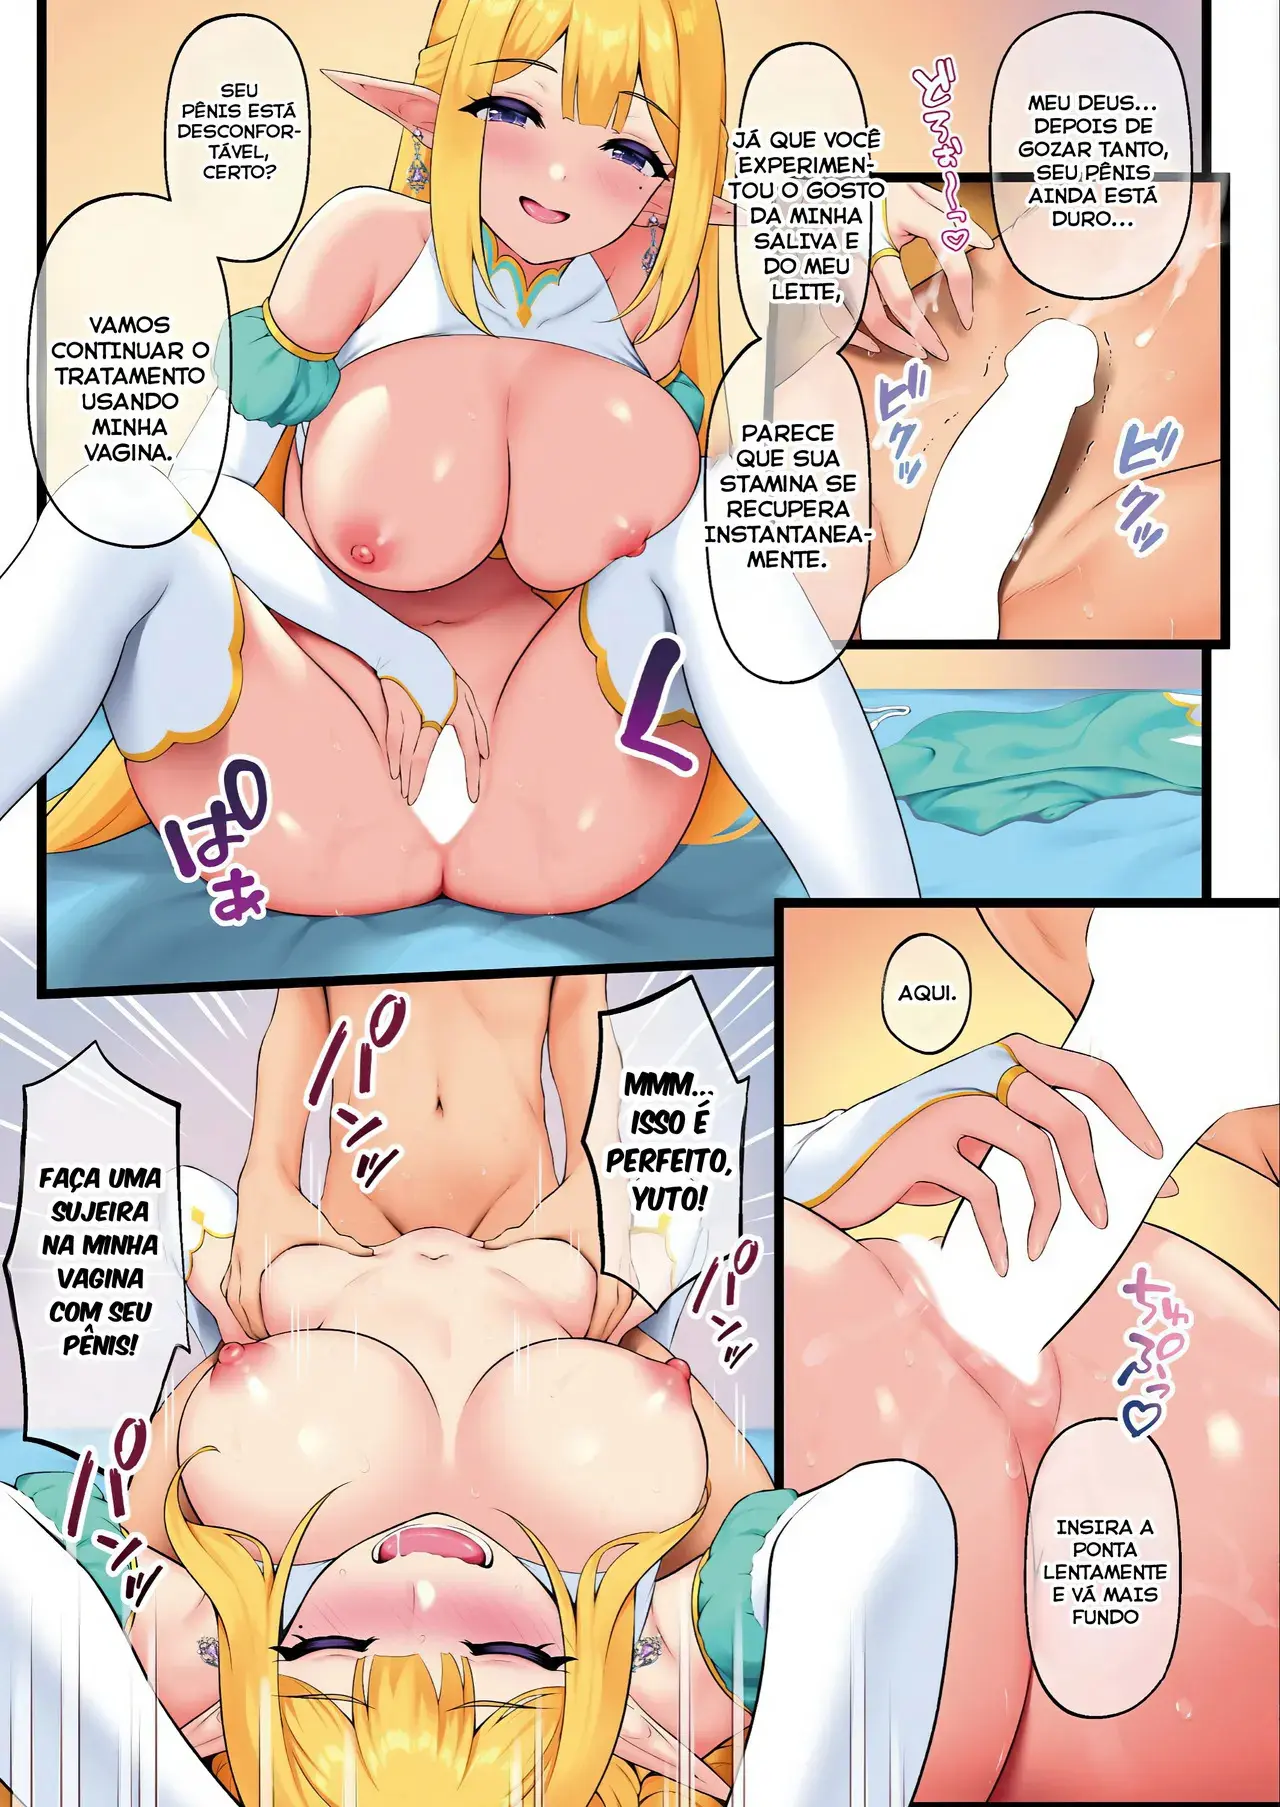 MEU DEUS...
DEPOIS DE
GOZAR TANTO,
SEU PÊNIS
AINDA ESTÁ
DURO...
とろぉ～っ♡
ビクッ
ビクッ
JÁ QUE VOCÊ
EXPERIMEN-
TOU O GOSTO
DA MINHA
SALIVA E
DO MEU
LEITE,
PARECE
QUE SUA
STAMINA SE
RECUPERA
INSTANTANEA-
MENTE.
SEU
PÊNIS ESTÁ
DESCONFOR-
TÁVEL,
CERTO?
VAMOS
CONTINUAR O
TRATAMENTO
USANDO
MINHA
VAGINA.
くぱぁ
AQUI.
ちゅぷっ♡
INSIRA A
PONTA
LENTAMENTE
E VÁ MAIS
FUNDO
MMM...
ISSO É
PERFEITO,
YUTO!
パンッ
パンッ
FAÇA UMA
SUJEIRA
NA MINHA
VAGINA
COM SEU
PÊNIS!
パンッ